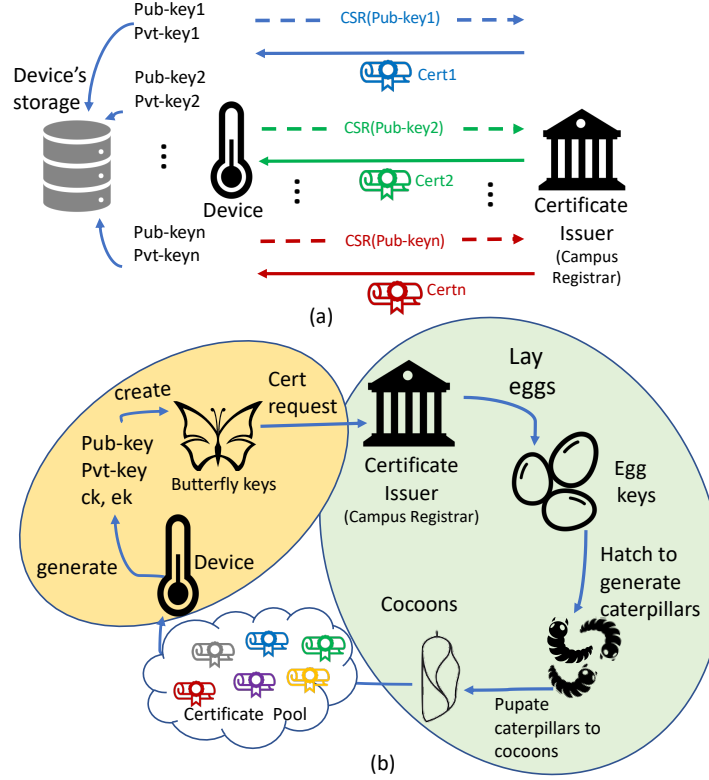 Pub-key1
Pvt-key1
CSR(Pub-key1)
Cert1
Device's
storage
Pub-key2
Pvt-key2
CSR(Pub-key2)
Cert2
Device
Certificate
Issuer
(Campus
Registrar)
Pub-keyn
Pvt-keyn
CSR(Pub-keyn)
Certn
(a)
create
Cert
request
Lay
eggs
Pub-key
Pvt-key
ck, ek
Butterfly keys
Certificate
Issuer
(Campus Registrar)
Egg
keys
generate
Device
Hatch to
generate
caterpillars
Cocoons
Pupate
caterpillars to
cocoons
Certificate Pool
(b)